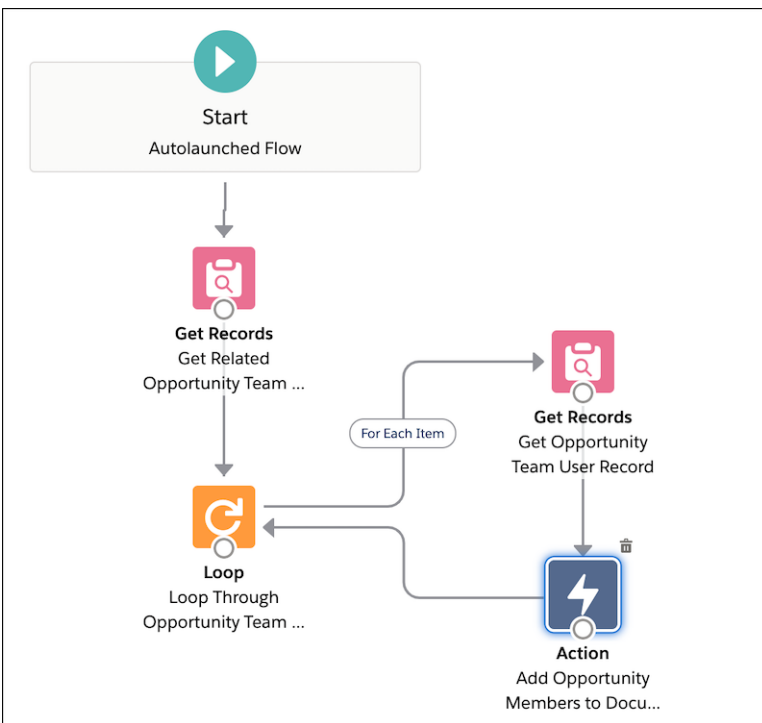 Start
Autolaunched Flow
Get Records
Get Related
Opportunity Team ...
For Each Item
Get Records
Get Opportunity
Team User Record
Loop
Loop Through
Opportunity Team ...
Action
Add Opportunity
Members to Docu...